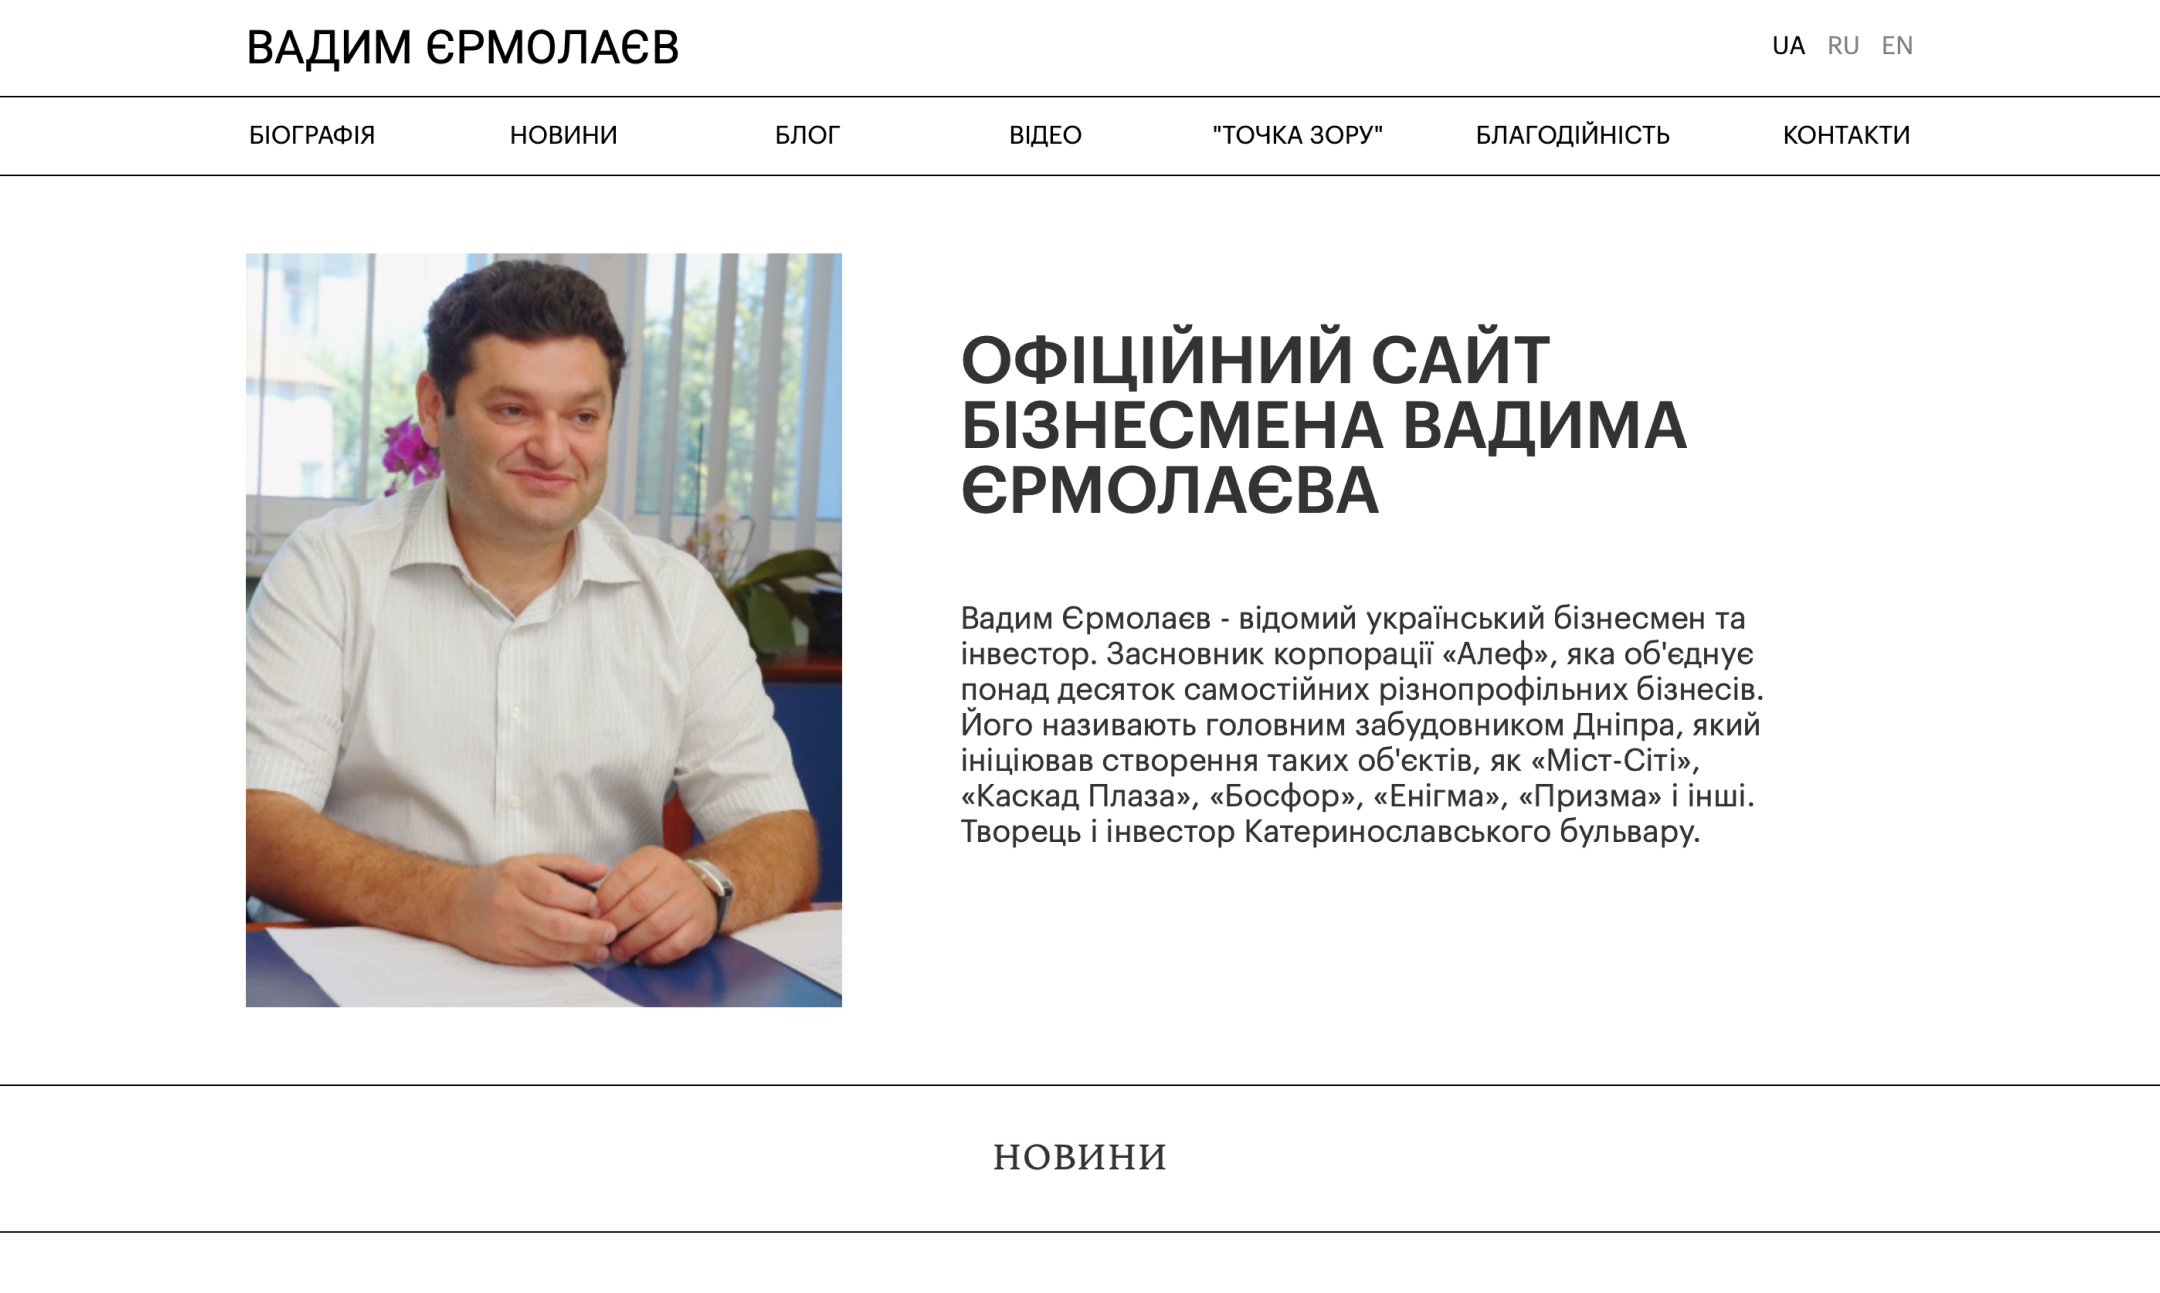 ВАДИМ ЄРМОЛАЄВ
UA RU EN
БІОГРАФІЯ НОВИНИ БЛОГ ВІДЕО "ТОЧКА ЗОРУ" БЛАГОДІЙНІСТЬ КОНТАКТИ
ОФІЦІЙНИЙ САЙТ
БІЗНЕСМЕНА ВАДИМА
ЄРМОЛАЄВА
Вадим Єрмолаєв - відомий український бізнесмен та
інвестор. Засновник корпорації «Алеф», яка об'єднує
понад десяток самостійних різнопрофільних бізнесів.
Його називають головним забудовником Дніпра, який
ініціював створення таких об'єктів, як «Міст-Сіті»,
«Каскад Плаза», «Босфор», «Енігма», «Призма» і інші.
Творець і інвестор Катеринославського бульвару.
НОВИНИ